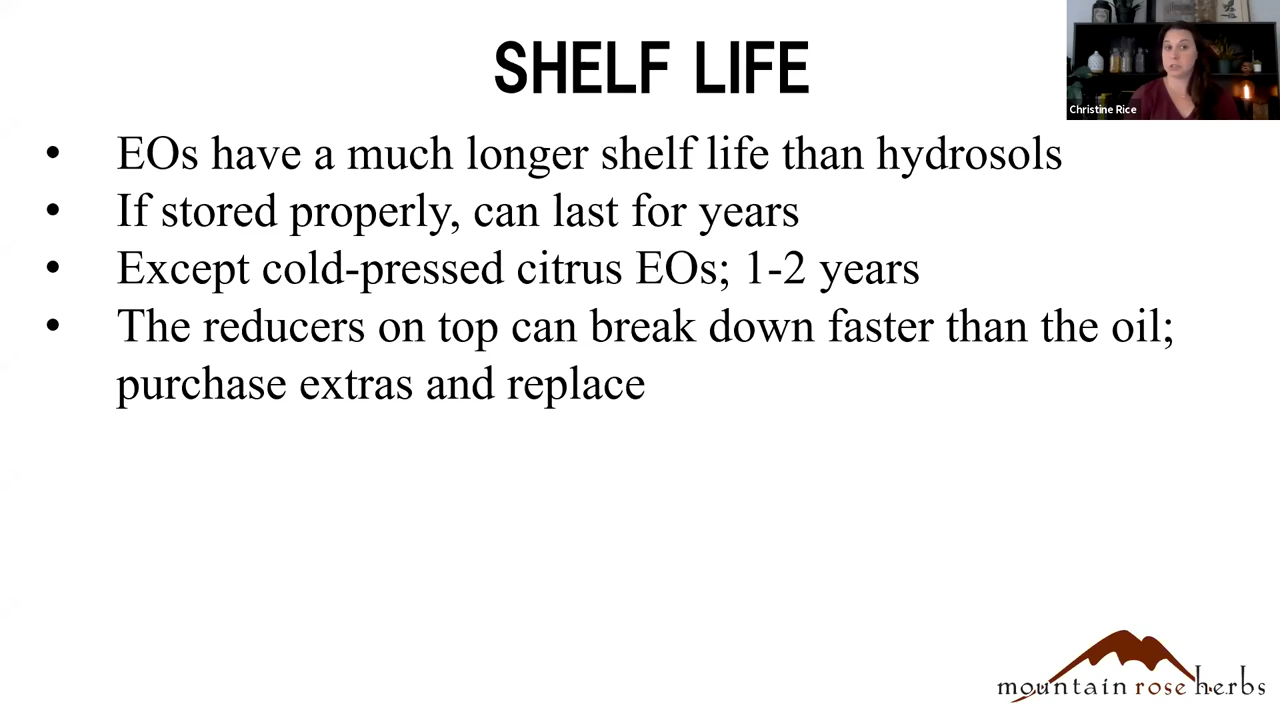 SHELF LIFE
Christine Rice
• EOs have a much longer shelf life than hydrosols
• If stored properly, can last for years
• Except cold-pressed citrus EOs; 1-2 years
• The reducers on top can break down faster than the oil;
purchase extras and replace
mountain rose herbs